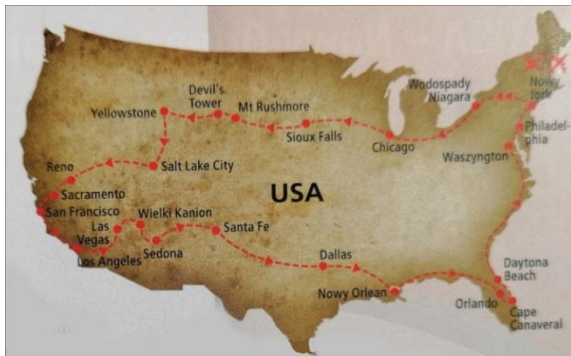 Wodospady
Niagara
Nowy
Jork
Devil's
Tower
Mt Rushmore
Yellowstone
Sioux Falls
Chicago
Philadel-
phia
Waszyngton
Reno
Salt Lake City
Sacramento
San Francisco
USA
Las
Vegas
Wielki Kanion
Santa Fe
Los Angeles
Sedona
Dallas
Nowy Orlean
Daytona
Beach
Orlando
Cape
Canaveral